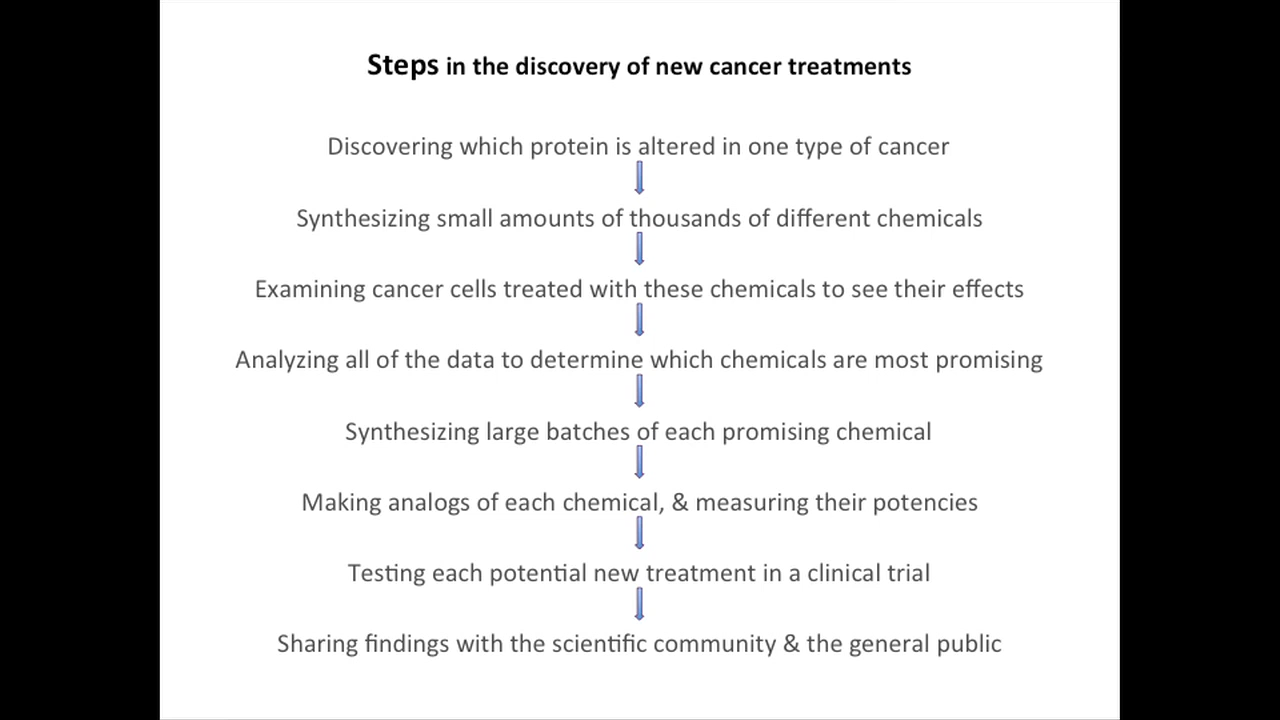 Steps in the discovery of new cancer treatments
Discovering which protein is altered in one type of cancer
Synthesizing small amounts of thousands of different chemicals
Examining cancer cells treated with these chemicals to see their effects
Analyzing all of the data to determine which chemicals are most promising
Synthesizing large batches of each promising chemical
Making analogs of each chemical, & measuring their potencies
Testing each potential new treatment in a clinical trial
Sharing findings with the scientific community & the general public